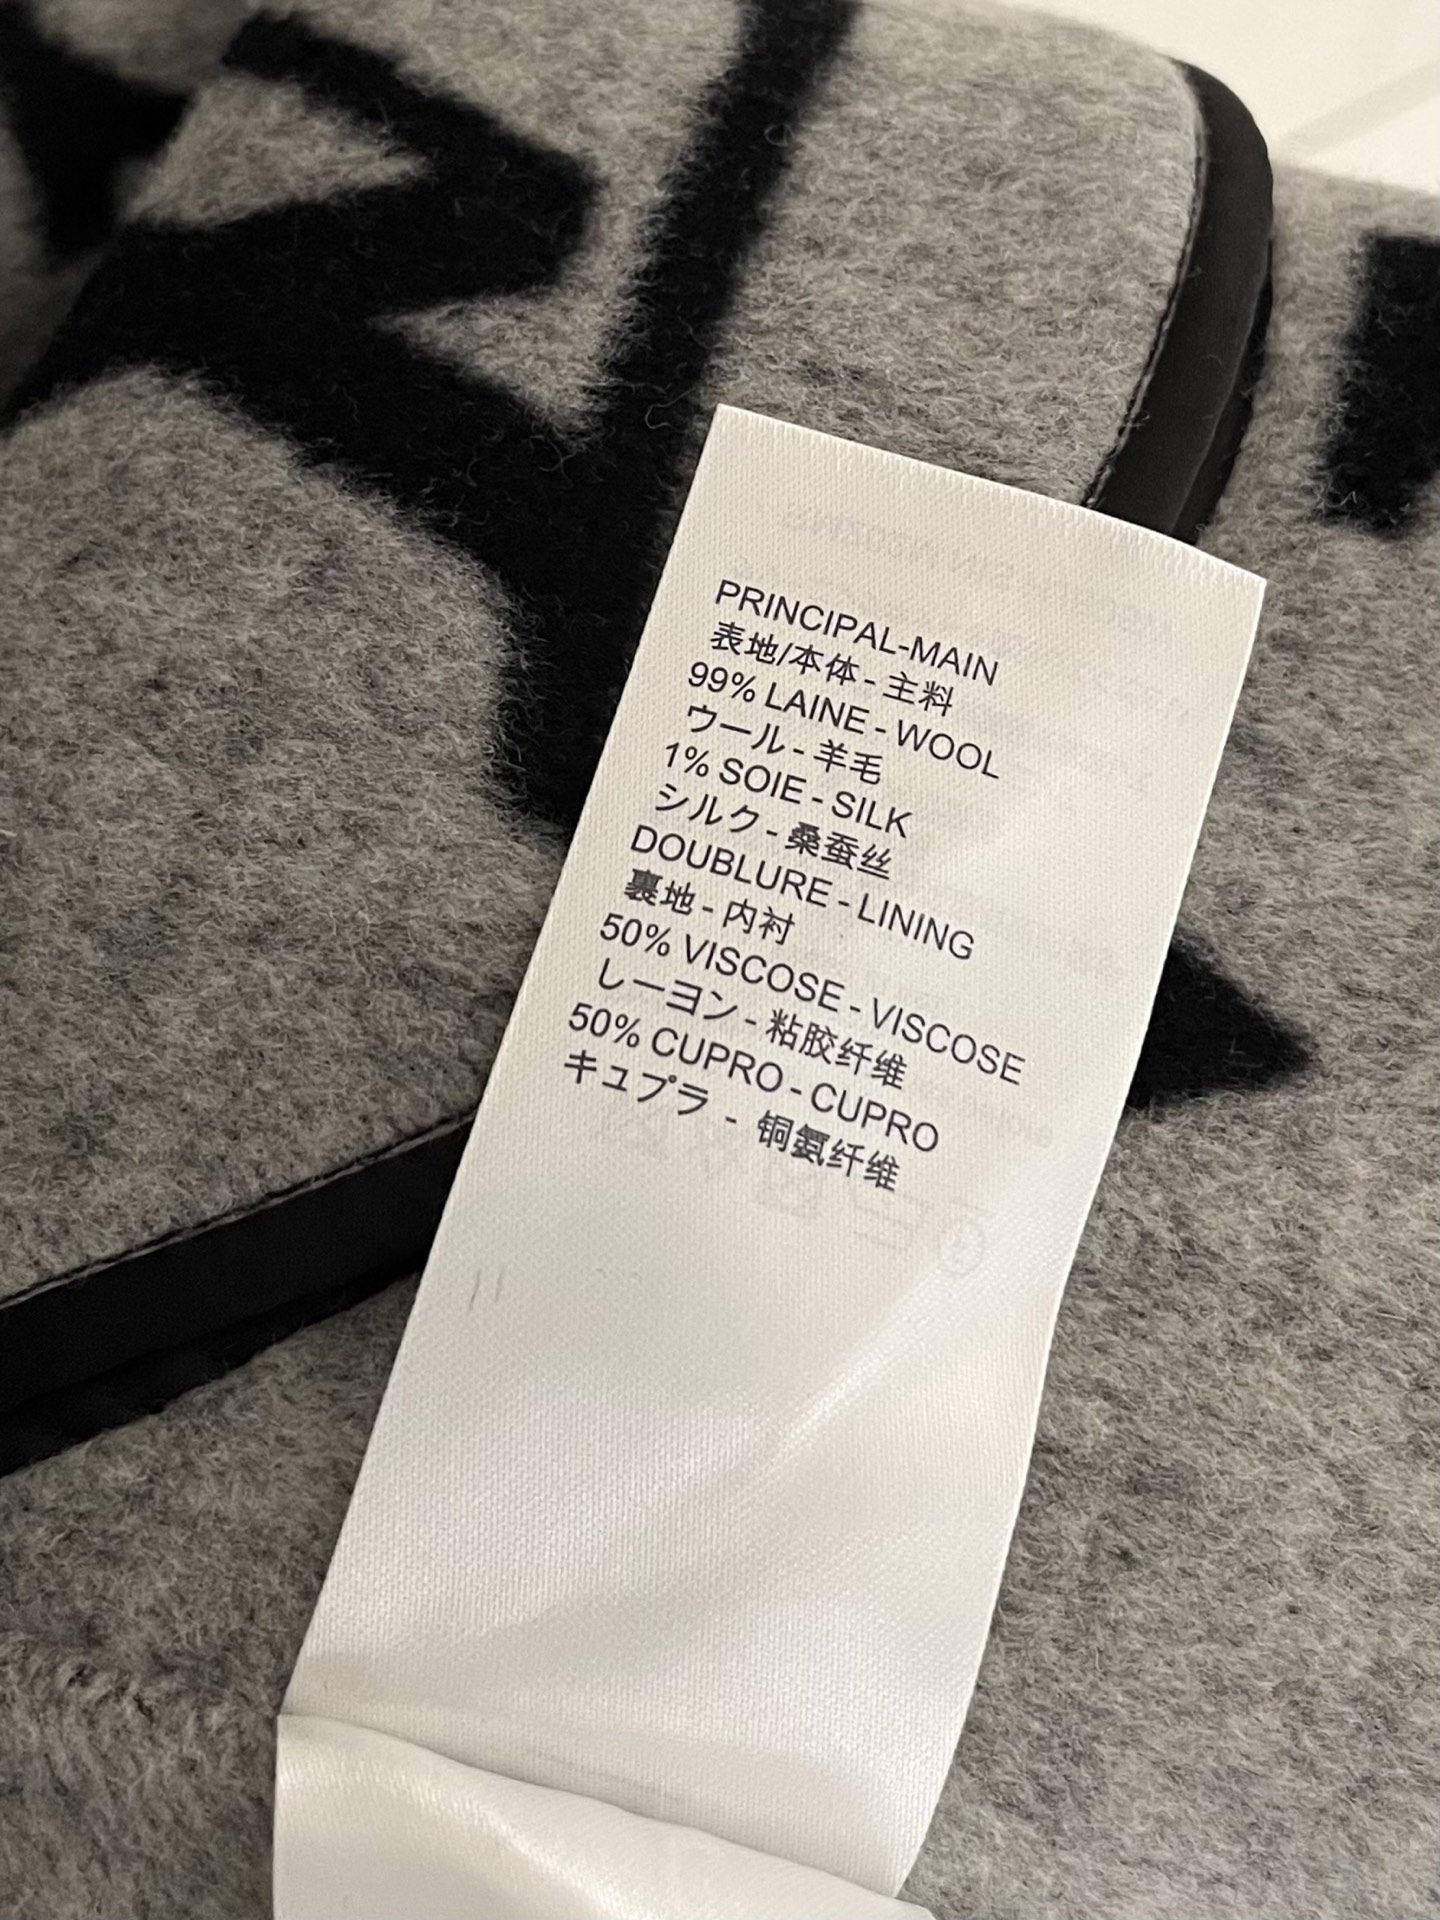 PRINCIPAL-MAIN
表地/本体 - 主料
99% LAINE - WOOL
ウール - 羊毛
1% SOIE - SILK
シルク - 桑蚕丝
DOUBLURE - LINING
裏地 - 内衬
50% VISCOSE - VISCOSE
しーヨン - 粘胶纤维
50% CUPRO - CUPRO
キュプラ - 铜氨纤维